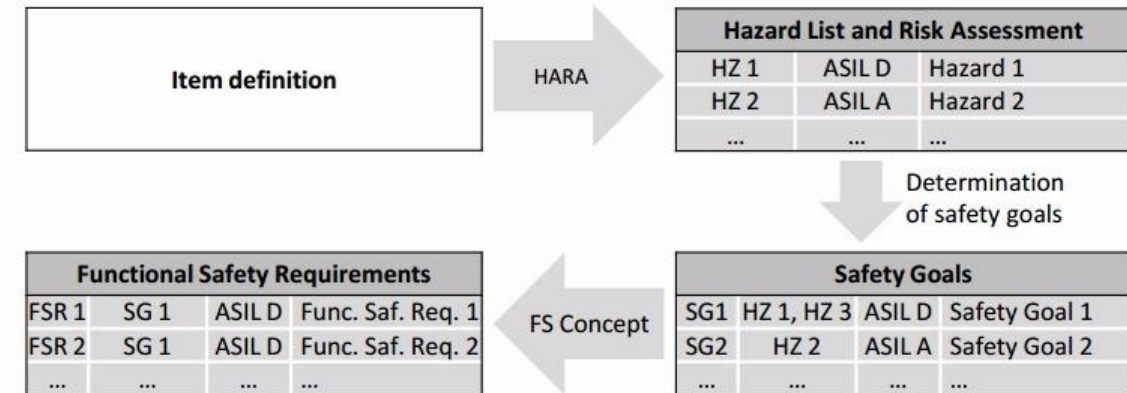 Item definition
HARA
Hazard List and Risk Assessment
HZ 1 ASIL D Hazard 1
HZ 2 ASIL A Hazard 2
... ... ...
Determination
of safety goals
Functional Safety Requirements
FSR 1 SG 1 ASIL D Func. Saf. Req. 1
FSR 2 SG 1 ASIL D Func. Saf. Req. 2
... ... ... ...
FS Concept
Safety Goals
SG1 HZ 1, HZ 3 ASIL D Safety Goal 1
SG2 HZ 2 ASIL A Safety Goal 2
... ... ... ...